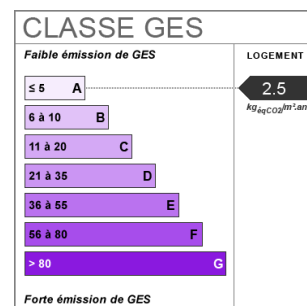 CLASSE GES
Faible émission de GES LOGEMENT
≤ 5 A 2.5
kgéqCO2/m².an
6 à 10 B
11 à 20 C
21 à 35 D
36 à 55 E
56 à 80 F
> 80 G
Forte émission de GES